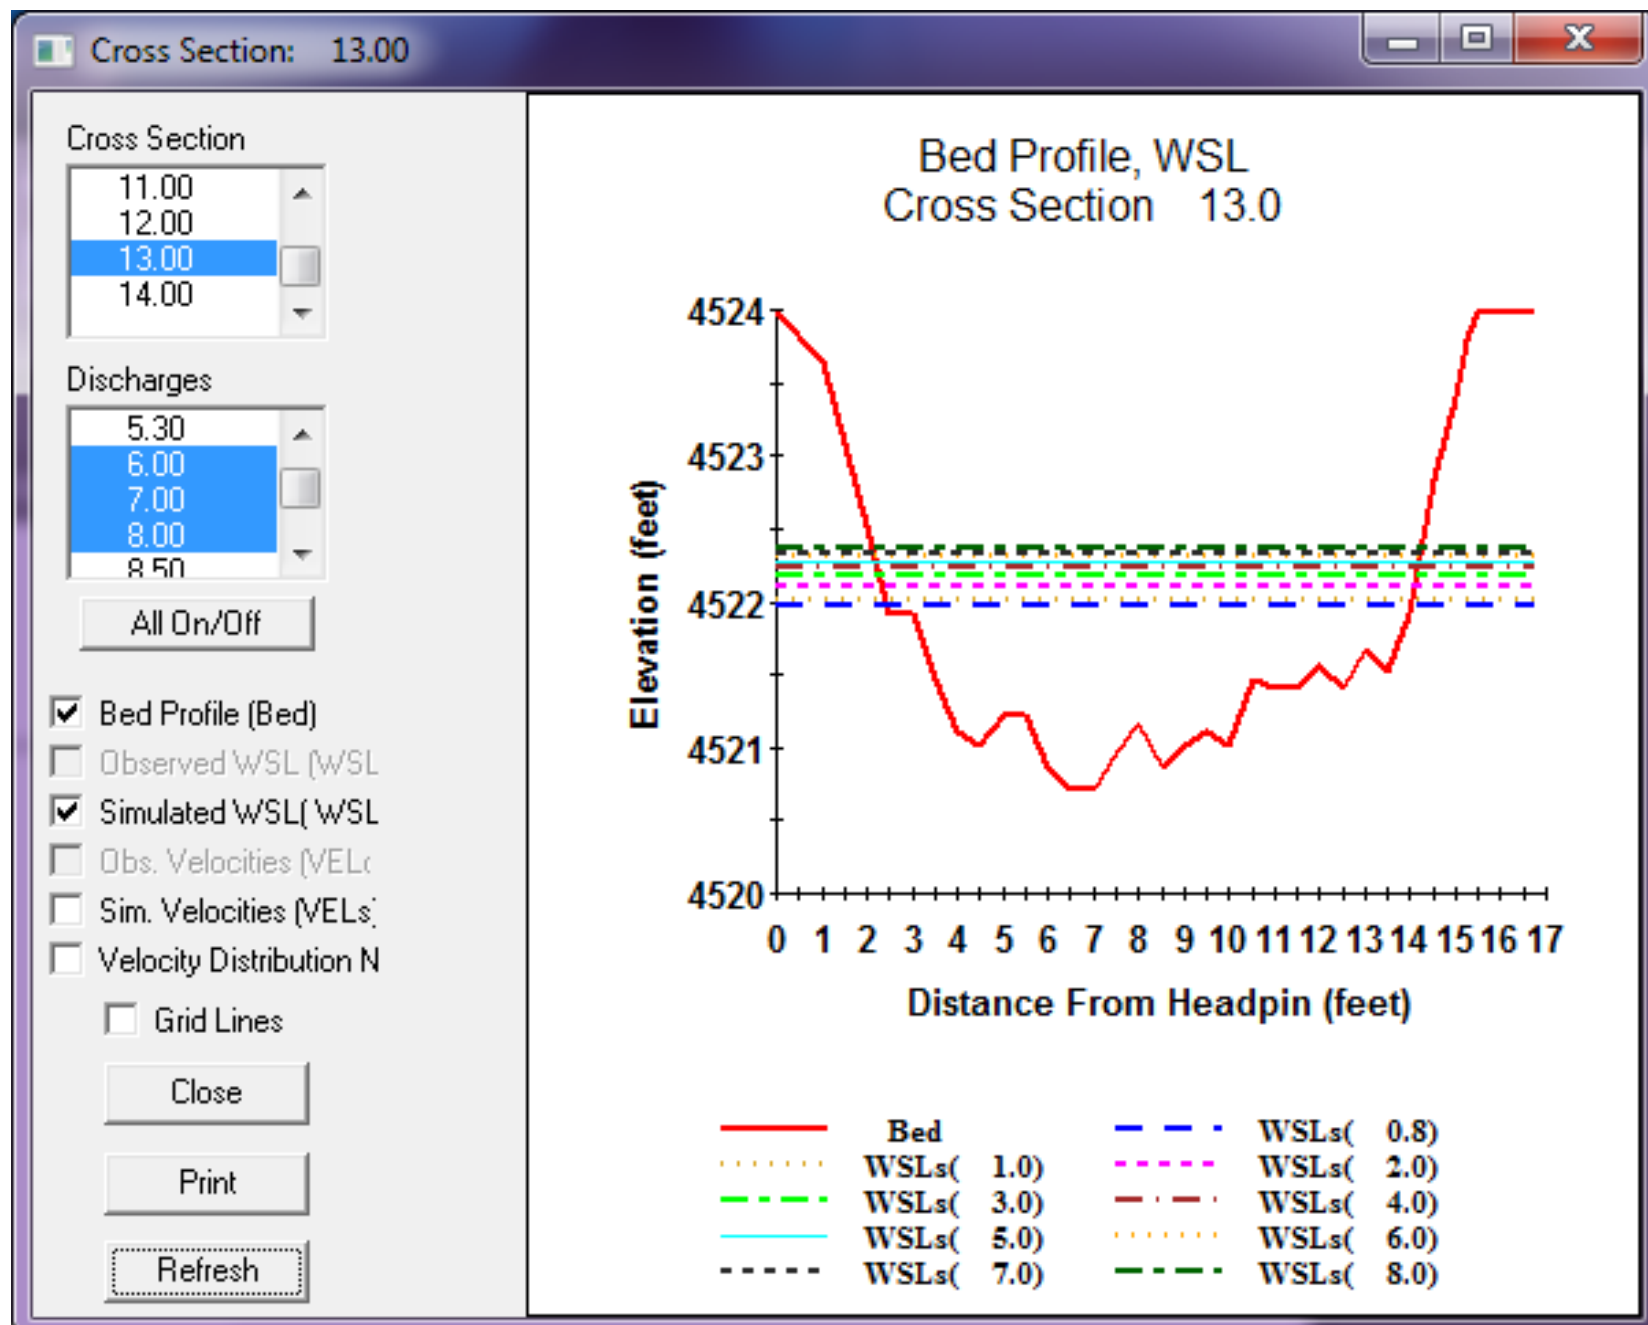 Cross Section: 13.00
Cross Section
11.00
12.00
13.00
14.00
Discharges
5.30
6.00
7.00
8.00
8.50
All On/Off
Bed Profile (Bed)
Observed WSL (WSL
Simulated WSL( WSL
Obs. Velocities (VELo
Sim. Velocities (VELs)
Velocity Distribution N
Grid Lines
Close
Print
Refresh
Bed Profile, WSL
Cross Section 13.0
4524
4523
4522
4521
4520
Elevation (feet)
0 1 2 3 4 5 6 7 8 9 10 11 12 13 14 15 16 17
Distance From Headpin (feet)
Bed WSLs( 0.8)
WSLs( 1.0) WSLs( 2.0)
WSLs( 3.0) WSLs( 4.0)
WSLs( 5.0) WSLs( 6.0)
WSLs( 7.0) WSLs( 8.0)